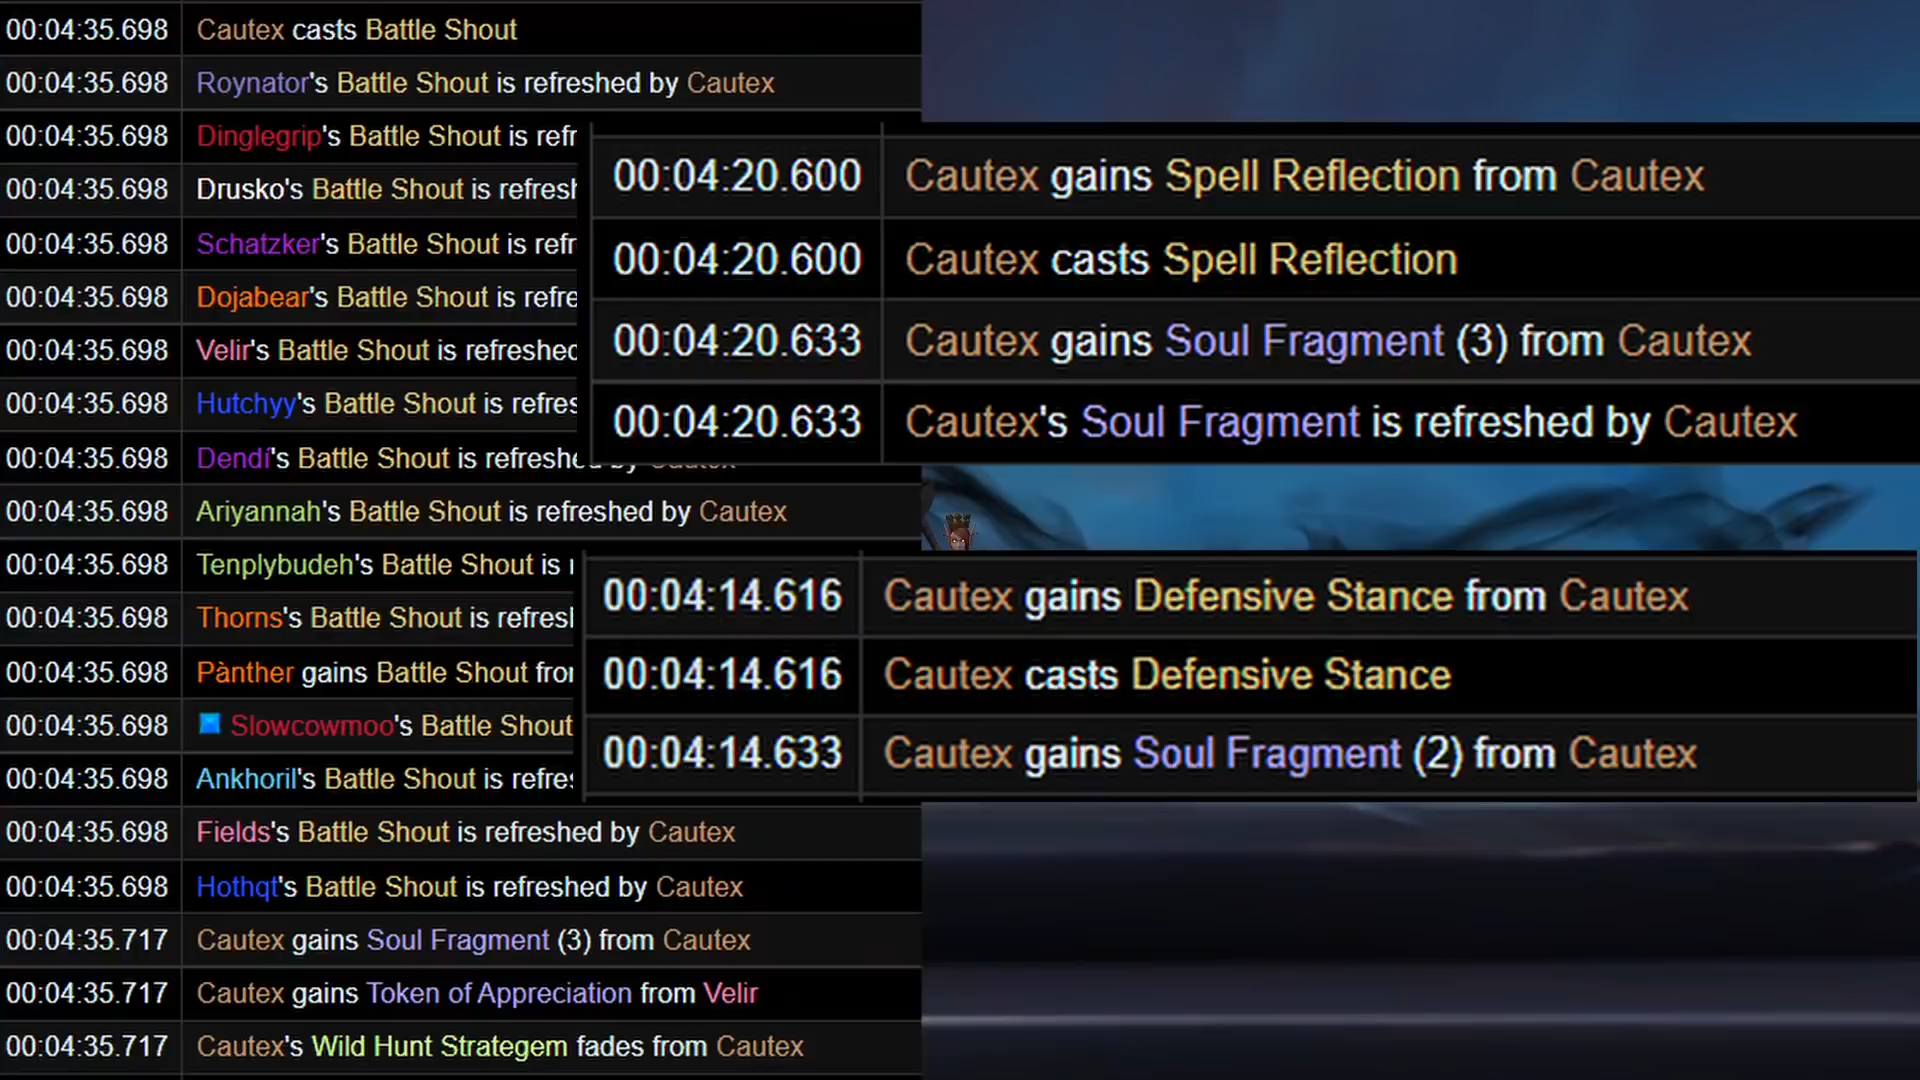 00:04:35.698 Cautex casts Battle Shout
00:04:35.698 Roynator's Battle Shout is refreshed by Cautex
00:04:35.698 Dinglegrip's Battle Shout is refr
00:04:35.698 Drusko's Battle Shout is refresh
00:04:35.698 Schatzker's Battle Shout is refr
00:04:35.698 Dojabear's Battle Shout is refre
00:04:35.698 Velir's Battle Shout is refreshed
00:04:35.698 Hutchyy's Battle Shout is refres
00:04:35.698 Dendí's Battle Shout is refreshed by Cautex
00:04:35.698 Ariyannah's Battle Shout is refreshed by Cautex
00:04:35.698 Tenplybudeh's Battle Shout is
00:04:35.698 Thorns's Battle Shout is refresh
00:04:35.698 Pànther gains Battle Shout from
00:04:35.698 Slowcowmoo's Battle Shout
00:04:35.698 Ankhoril's Battle Shout is refres
00:04:35.698 Fields's Battle Shout is refreshed by Cautex
00:04:35.698 Hothqt's Battle Shout is refreshed by Cautex
00:04:35.717 Cautex gains Soul Fragment (3) from Cautex
00:04:35.717 Cautex gains Token of Appreciation from Velir
00:04:35.717 Cautex's Wild Hunt Strategem fades from Cautex
00:04:20.600 Cautex gains Spell Reflection from Cautex
00:04:20.600 Cautex casts Spell Reflection
00:04:20.633 Cautex gains Soul Fragment (3) from Cautex
00:04:20.633 Cautex's Soul Fragment is refreshed by Cautex
00:04:14.616 Cautex gains Defensive Stance from Cautex
00:04:14.616 Cautex casts Defensive Stance
00:04:14.633 Cautex gains Soul Fragment (2) from Cautex